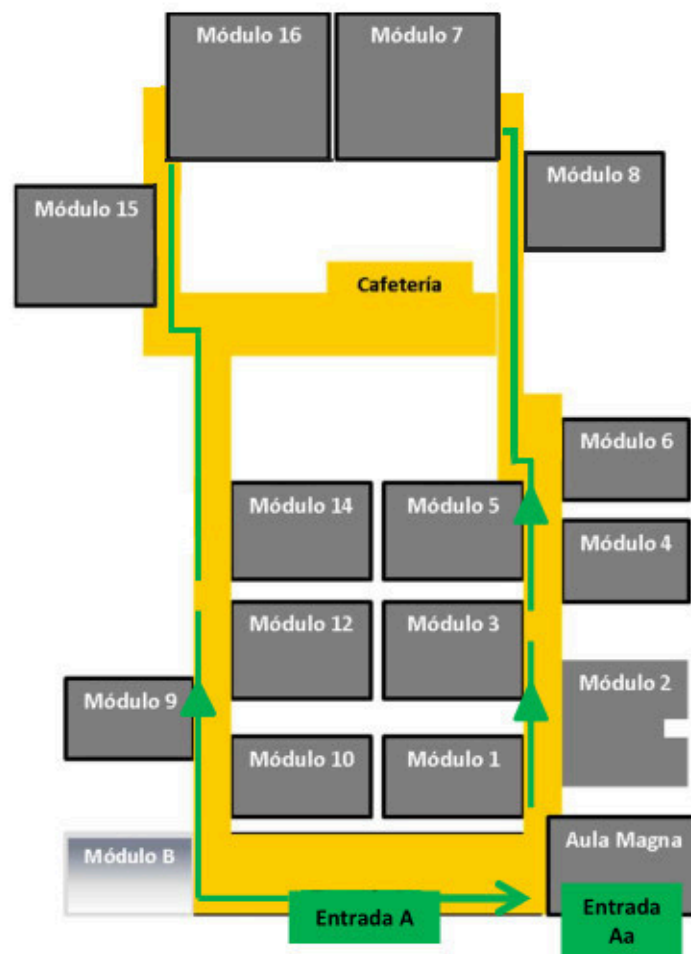 Módulo 16
Módulo 7
Módulo 8
Módulo 15
Cafetería
Módulo 6
Módulo 14
Módulo 5
Módulo 4
Módulo 12
Módulo 3
Módulo 2
Módulo 9
Módulo 10
Módulo 1
Módulo B
Aula Magna
Entrada A
Entrada
Aa